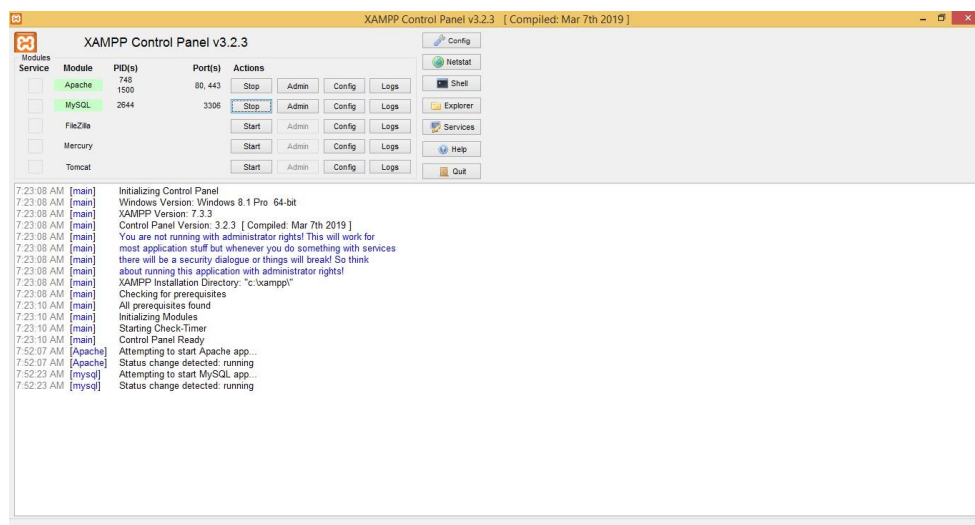 XAMPP Control Panel v3.2.3 [ Compiled: Mar 7th 2019 ]
XAMPP Control Panel v3.2.3
Config
Modules
Service Module PID(s) Port(s) Actions
Netstat
Apache 748 1500 80, 443 Stop Admin Config Logs
Shell
MySQL 2644 3306 Stop Admin Config Logs
Explorer
FileZilla Start Admin Config Logs
Services
Mercury Start Admin Config Logs
Help
Tomcat Start Admin Config Logs
Quit
7:23:08 AM [main] Initializing Control Panel
7:23:08 AM [main] Windows Version: Windows 8.1 Pro 64-bit
7:23:08 AM [main] XAMPP Version: 7.3.3
7:23:08 AM [main] Control Panel Version: 3.2.3 [ Compiled: Mar 7th 2019 ]
7:23:08 AM [main] You are not running with administrator rights! This will work for
7:23:08 AM [main] most application stuff but whenever you do something with services
7:23:08 AM [main] there will be a security dialogue or things will break! So think
7:23:08 AM [main] about running this application with administrator rights!
7:23:08 AM [main] XAMPP Installation Directory: "c:\xampp\"
7:23:08 AM [main] Checking for prerequisites
7:23:10 AM [main] All prerequisites found
7:23:10 AM [main] Initializing Modules
7:23:10 AM [main] Starting Check-Timer
7:23:10 AM [main] Control Panel Ready
7:52:07 AM [Apache] Attempting to start Apache app...
7:52:07 AM [Apache] Status change detected: running
7:52:23 AM [mysql] Attempting to start MySQL app...
7:52:23 AM [mysql] Status change detected: running